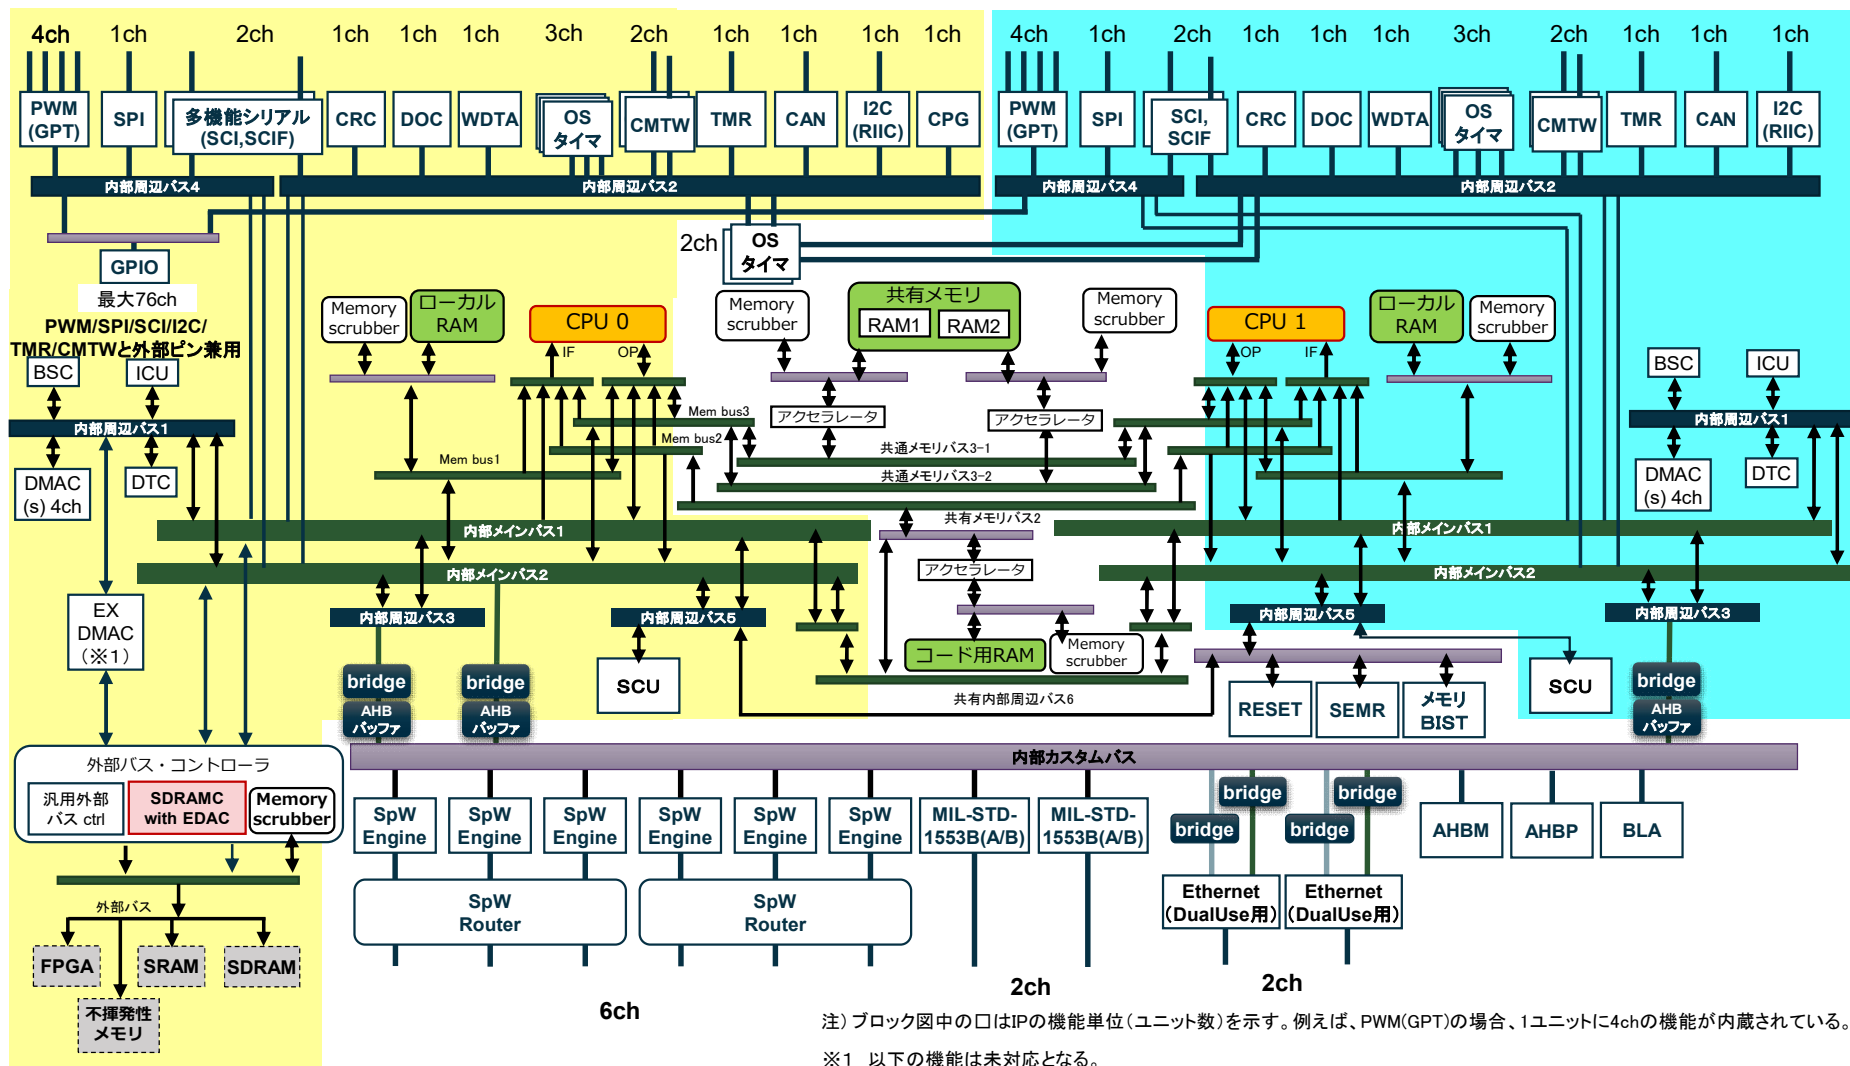 4ch 1ch 2ch 1ch 1ch 1ch 3ch 2ch 1ch 1ch 1ch 1ch 4ch 1ch 2ch 1ch 1ch 1ch 3ch 2ch 1ch 1ch 1ch
PWM
(GPT)
SPI
多機能シリアル
(SCI,SCIF)
CRC
DOC
WDTA
OS
タイマ
CMTW
TMR
CAN
I2C
(RIIC)
CPG
PWM
(GPT)
SPI
SCI,
SCIF
CRC
DOC
WDTA
OS
タイマ
CMTW
TMR
CAN
I2C
(RIIC)
内部周辺バス4
内部周辺バス2
内部周辺バス4
内部周辺バス2
GPIO
最大76ch
PWM/SPI/SCI/I2C/
TMR/CMTWと外部ピン兼用
2ch
OS
タイマ
Memory
scrubber
ローカル
RAM
CPU 0
IF
OP
Memory
scrubber
共有メモリ
RAM1
RAM2
Memory
scrubber
CPU 1
OP
IF
ローカル
RAM
Memory
scrubber
BSC
ICU
内部周辺バス1
DMAC
(s) 4ch
DTC
BSC
ICU
内部周辺バス1
DMAC
(s) 4ch
DTC
アクセラレータ
アクセラレータ
Mem bus3
Mem bus2
Mem bus1
共通メモリバス3-1
共通メモリバス3-2
共有メモリバス2
内部メインバス1
内部メインバス1
内部メインバス2
内部メインバス2
アクセラレータ
コード用RAM
Memory
scrubber
共有内部周辺バス6
EX
DMAC
(※1)
内部周辺バス3
内部周辺バス5
内部周辺バス5
内部周辺バス3
SCU
SCU
bridge
AHB
バッファ
bridge
AHB
バッファ
bridge
AHB
バッファ
RESET
SEMR
メモリ
BIST
内部カスタムバス
外部バス・コントローラ
汎用外部
バス ctrl
SDRAMC
with EDAC
Memory
scrubber
外部バス
FPGA
SRAM
SDRAM
不揮発性
メモリ
SpW
Engine
SpW
Engine
SpW
Engine
SpW
Engine
SpW
Engine
SpW
Engine
SpW
Router
SpW
Router
MIL-STD-
1553B(A/B)
MIL-STD-
1553B(A/B)
bridge
bridge
bridge
bridge
Ethernet
(DualUse用)
Ethernet
(DualUse用)
AHBM
AHBP
BLA
6ch
2ch
2ch
注）ブロック図中の□はIPの機能単位（ユニット数）を示す。例えば、PWM(GPT)の場合、1ユニットに4chの機能が内蔵されている。
※1 以下の機能は未対応となる。